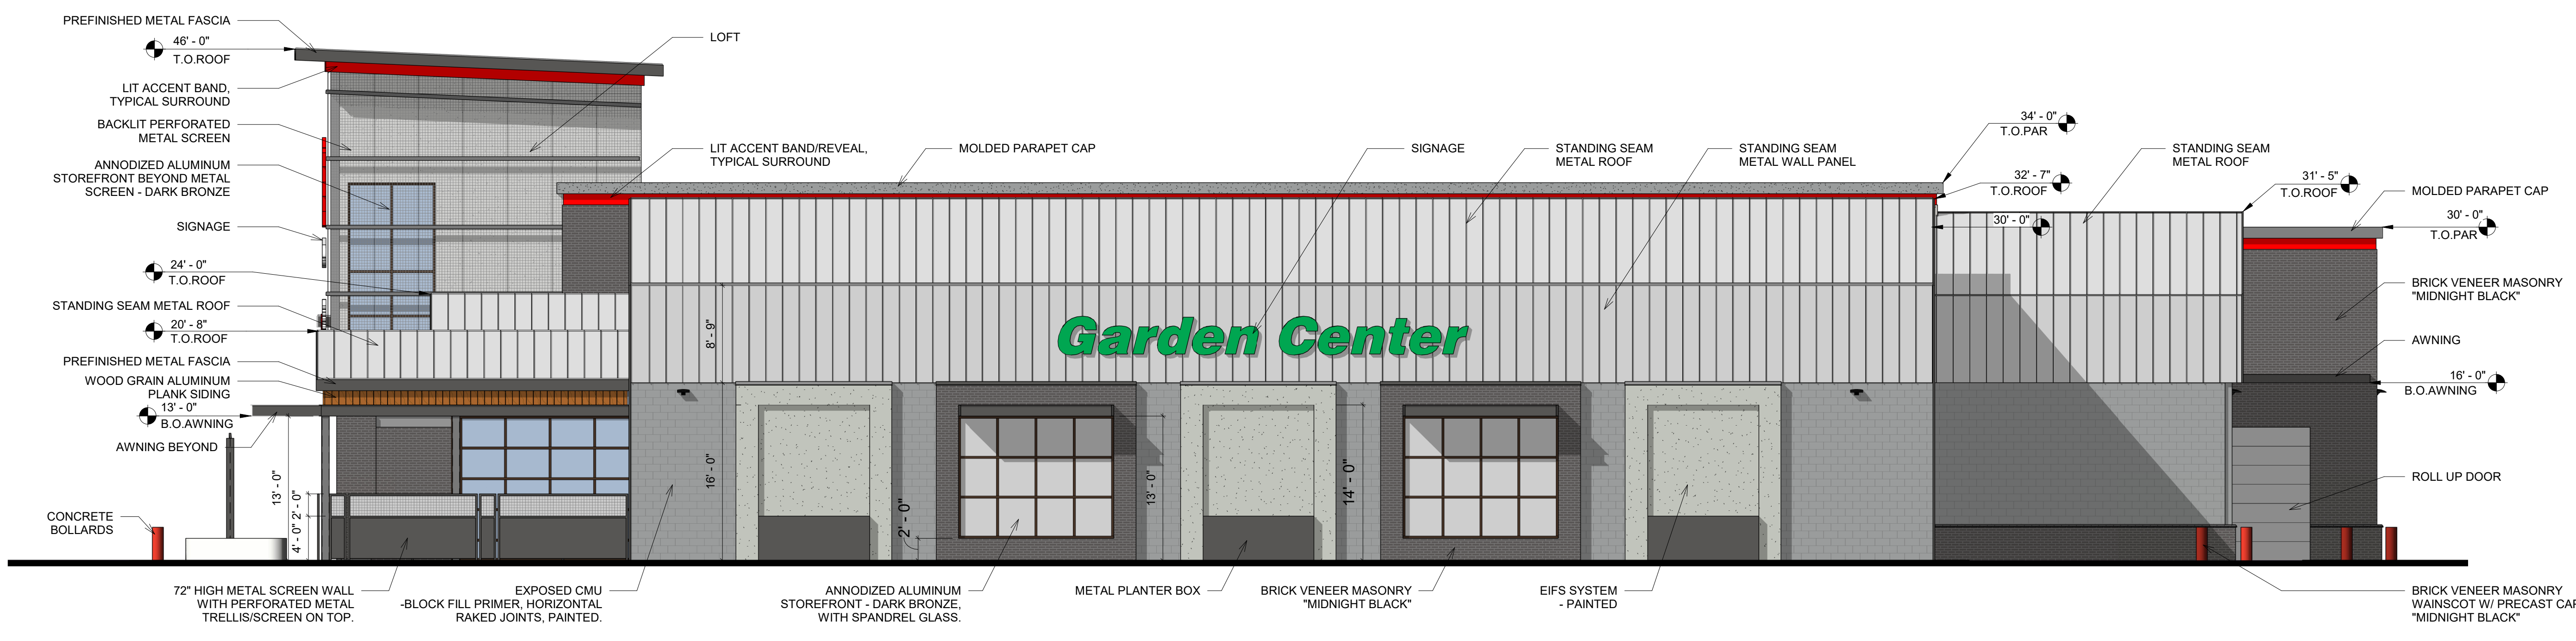 PREFINISHED METAL FASCIA
46' - 0"
T.O.ROOF
LIT ACCENT BAND,
TYPICAL SURROUND
BACKLIT PERFORATED
METAL SCREEN
ANNODIZED ALUMINUM
STOREFRONT BEYOND METAL
SCREEN - DARK BRONZE
SIGNAGE
24' - 0"
T.O.ROOF
STANDING SEAM METAL ROOF
20' - 8"
T.O.ROOF
PREFINISHED METAL FASCIA
WOOD GRAIN ALUMINUM
PLANK SIDING
13' - 0"
B.O.AWNING
AWNING BEYOND
CONCRETE
BOLLARDS
13' - 0"
2' - 0"
4' - 0"
LOFT
LIT ACCENT BAND/REVEAL,
TYPICAL SURROUND
MOLDED PARAPET CAP
SIGNAGE
STANDING SEAM
METAL ROOF
STANDING SEAM
METAL WALL PANEL
34' - 0"
T.O.PAR
32' - 7"
T.O.ROOF
30' - 0"
STANDING SEAM
METAL ROOF
31' - 5"
T.O.ROOF
MOLDED PARAPET CAP
30' - 0"
T.O.PAR
BRICK VENEER MASONRY
"MIDNIGHT BLACK"
AWNING
16' - 0"
B.O.AWNING
ROLL UP DOOR
8' - 9"
16' - 0"
Garden Center
2' - 0"
13' - 0"
14' - 0"
72" HIGH METAL SCREEN WALL
WITH PERFORATED METAL
TRELLIS/SCREEN ON TOP.
EXPOSED CMU
-BLOCK FILL PRIMER, HORIZONTAL
RAKED JOINTS, PAINTED.
ANNODIZED ALUMINUM
STOREFRONT - DARK BRONZE,
WITH SPANDREL GLASS.
METAL PLANTER BOX
BRICK VENEER MASONRY
"MIDNIGHT BLACK"
EIFS SYSTEM
- PAINTED
BRICK VENEER MASONRY
WAINSCOT W/ PRECAST CAP
"MIDNIGHT BLACK"